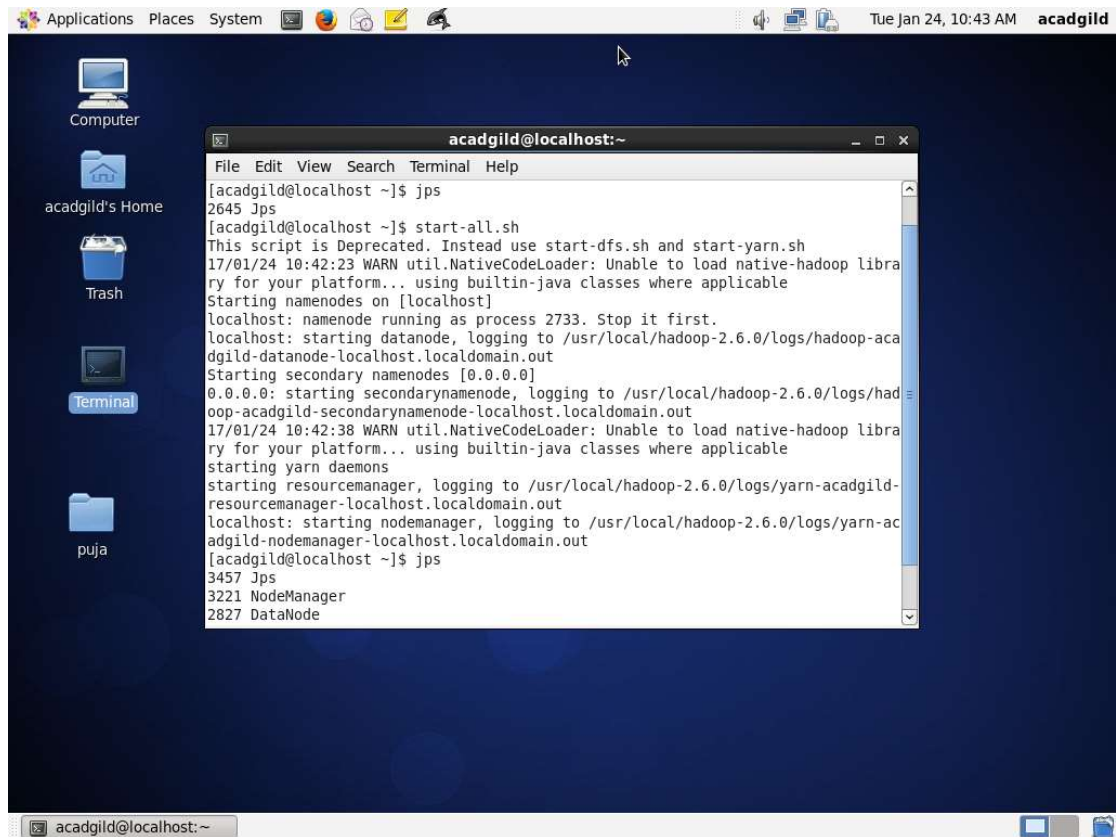 Applications Places System
Tue Jan 24, 10:43 AM acadgild
Computer
acadgild's Home
Trash
Terminal
puja
acadgild@localhost:~
File Edit View Search Terminal Help
[acadgild@localhost ~]$ jps
2645 Jps
[acadgild@localhost ~]$ start-all.sh
This script is Deprecated. Instead use start-dfs.sh and start-yarn.sh
17/01/24 10:42:23 WARN util.NativeCodeLoader: Unable to load native-hadoop libra
ry for your platform... using builtin-java classes where applicable
Starting namenodes on [localhost]
localhost: namenode running as process 2733. Stop it first.
localhost: starting datanode, logging to /usr/local/hadoop-2.6.0/logs/hadoop-aca
dgild-datanode-localhost.localdomain.out
Starting secondary namenodes [0.0.0.0]
0.0.0.0: starting secondarynamenode, logging to /usr/local/hadoop-2.6.0/logs/had
oop-acadgild-secondarynamenode-localhost.localdomain.out
17/01/24 10:42:38 WARN util.NativeCodeLoader: Unable to load native-hadoop libra
ry for your platform... using builtin-java classes where applicable
starting yarn daemons
starting resourcemanager, logging to /usr/local/hadoop-2.6.0/logs/yarn-acadgild-
resourcemanager-localhost.localdomain.out
localhost: starting nodemanager, logging to /usr/local/hadoop-2.6.0/logs/yarn-ac
adgild-nodemanager-localhost.localdomain.out
[acadgild@localhost ~]$ jps
3457 Jps
3221 NodeManager
2827 DataNode
acadgild@localhost:~